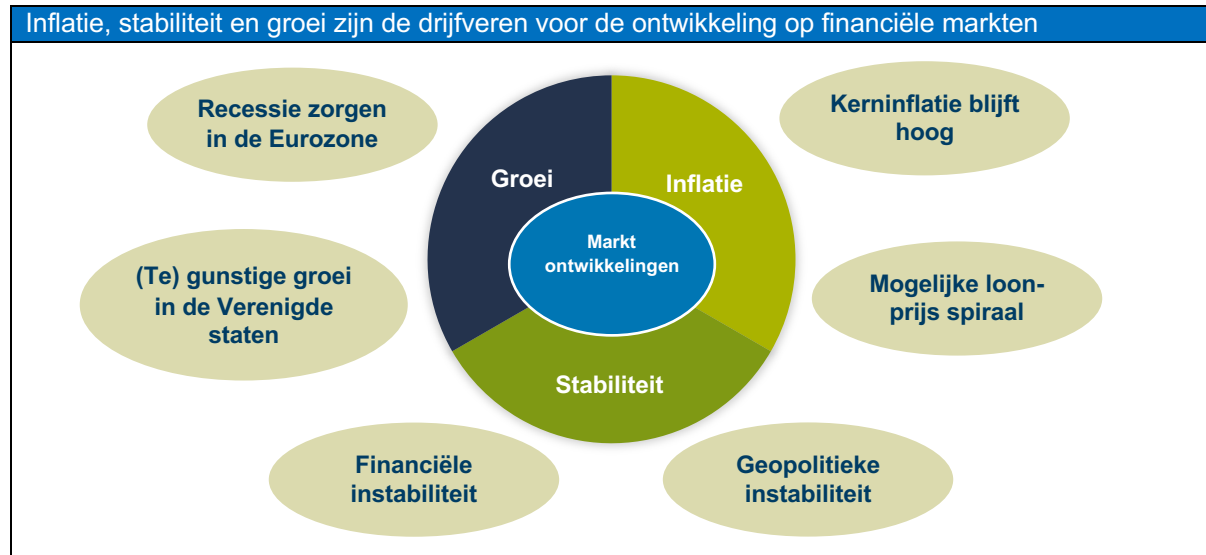 Inflatie, stabiliteit en groei zijn de drijfveren voor de ontwikkeling op financiële markten
Recessie zorgen
in de Eurozone
Kerninflatie blijft
hoog
Groei
Inflatie
Markt
ontwikkelingen
(Te) gunstige groei
in de Verenigde
staten
Mogelijke loon-
prijs spiraal
Stabiliteit
Financiële
instabiliteit
Geopolitieke
instabiliteit